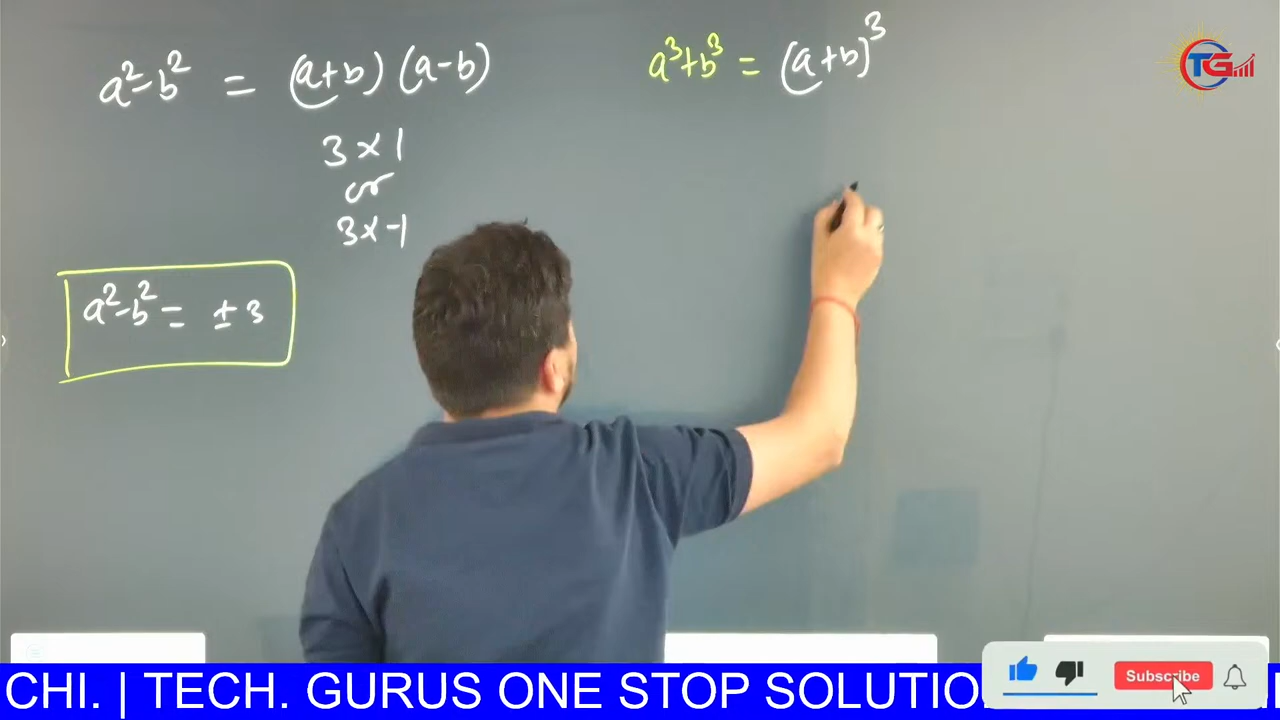 a²-b² = (a+b) (a-b)
3 x 1
or
3 x -1
a²-b² = ± 3
a³+b³ = (a+b)³
TG
CHI. | TECH. GURUS ONE STOP SOLUTIO
Subscribe